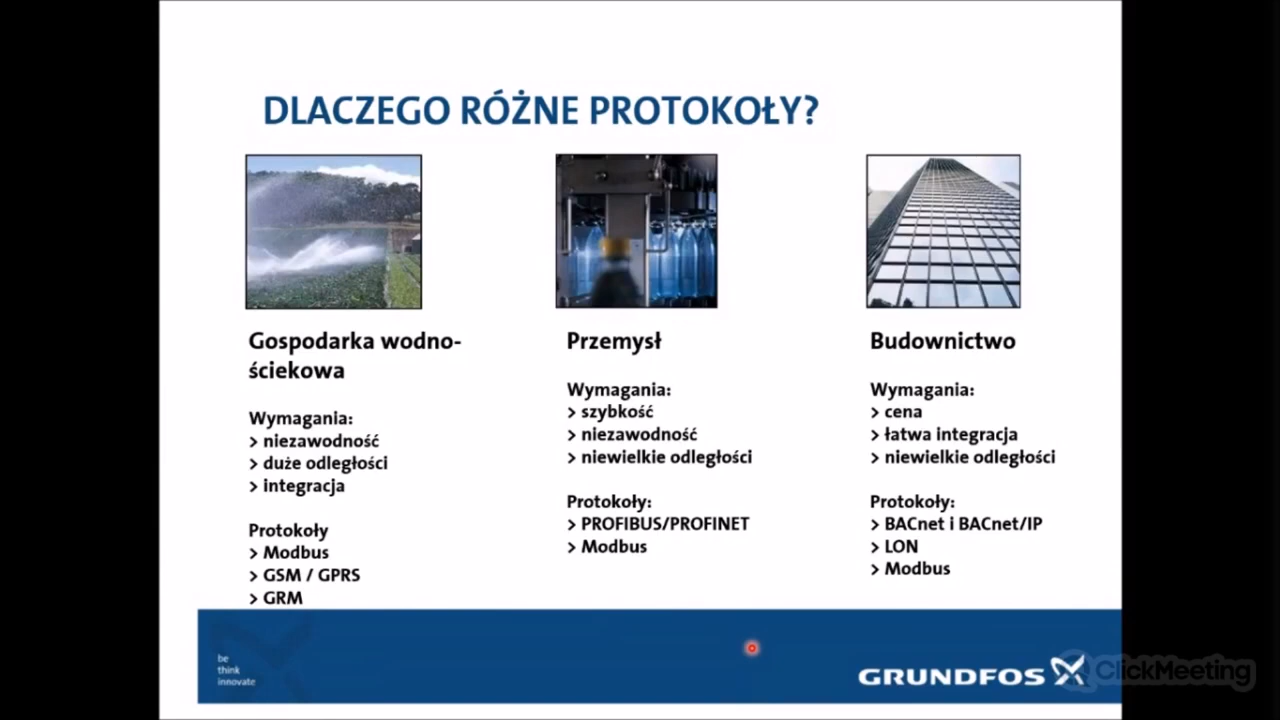 DLACZEGO RÓŻNE PROTOKOŁY?
Gospodarka wodno-
ściekowa
Wymagania:
> niezawodność
> duże odległości
> integracja
Protokoły
> Modbus
> GSM / GPRS
> GRM
Przemysł
Wymagania:
> szybkość
> niezawodność
> niewielkie odległości
Protokoły:
> PROFIBUS/PROFINET
> Modbus
Budownictwo
Wymagania:
> cena
> łatwa integracja
> niewielkie odległości
Protokoły:
> BACnet i BACnet/IP
> LON
> Modbus
be
think
innovate
GRUNDFOS
ClickMeeting